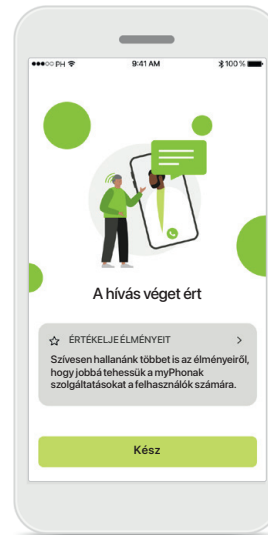 PH 9:41 AM 100%
A hívás véget ért
ÉRTÉKELJE ÉLMÉNYEIT
Szívesen hallanánk többet is az élményeiről,
hogy jobbá tehessük a myPhonak
szolgáltatásokat a felhasználók számára.
Kész